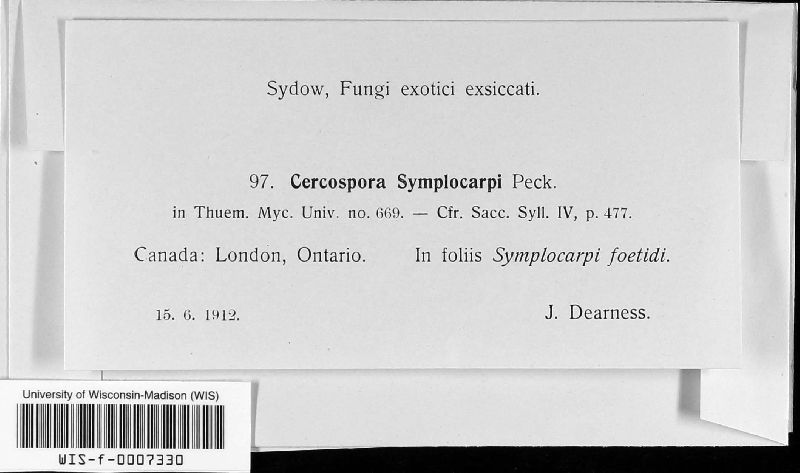 Sydow, Fungi exotici exsiccati.
97. Cercospora Symplocarpi Peck.
in Thuem. Myc. Univ. no. 669. — Cfr. Sacc. Syll. IV, p. 477.
Canada: London, Ontario. In foliis Symplocarpi foetidi.
15. 6. 1912. J. Dearness.
University of Wisconsin-Madison (WIS)
WIS-f-0007330